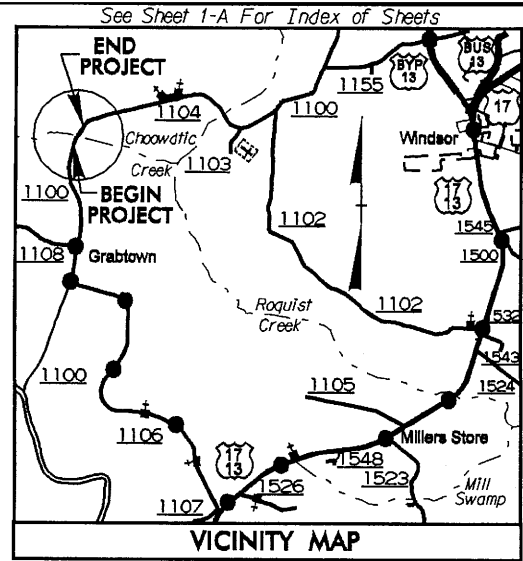 See Sheet 1-A For Index of Sheets
END
PROJECT
BUS
13
BYP
13
1155
17
1104
1100
Choowatic
Creek
1103
Windsor
17
13
1100
BEGIN
PROJECT
1102
1545
1500
1108
Grabtown
Roquist
Creek
1102
1532
1543
1524
1100
1105
1106
Millers Store
17
13
1548
1523
1526
Mill
Swamp
1107
VICINITY MAP